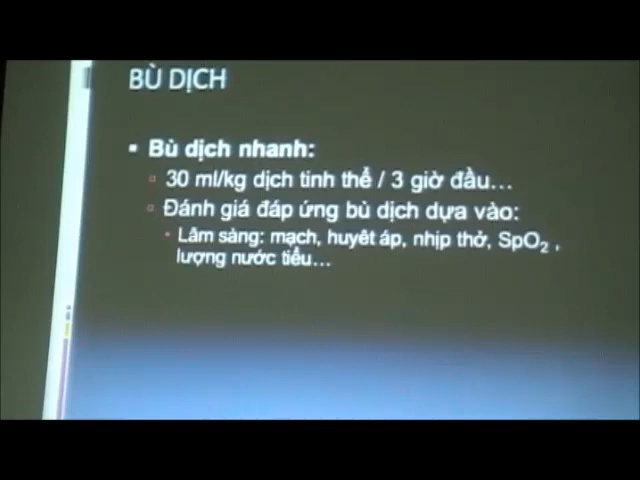 BÙ DỊCH
▪ Bù dịch nhanh:
▫ 30 ml/kg dịch tinh thể / 3 giờ đầu...
▫ Đánh giá đáp ứng bù dịch dựa vào:
• Lâm sàng: mạch, huyêt áp, nhịp thở, SpO₂ ,
lượng nước tiểu...